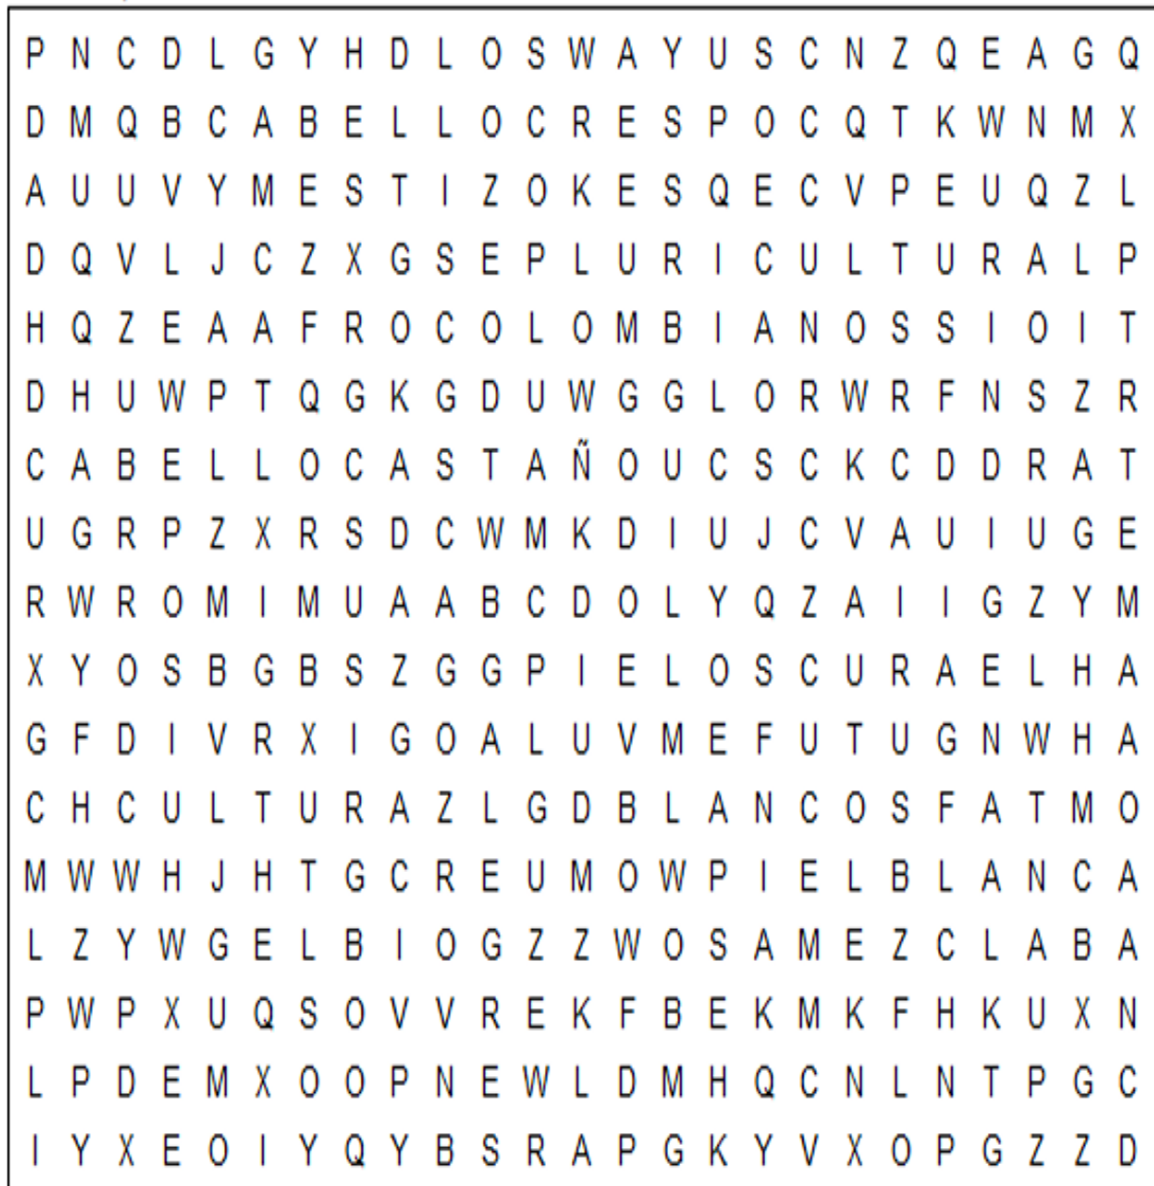 P N C D L G Y H D L O S W A Y U S C N Z Q E A G Q
D M Q B C A B E L L O C R E S P O C Q T K W N M X
A U U V Y M E S T I Z O K E S Q E C V P E U Q Z L
D Q V L J C Z X G S E P L U R I C U L T U R A L P
H Q Z E A A F R O C O L O M B I A N O S S I O I T
D H U W P T Q G K G D U W G G L O R W R F N S Z R
C A B E L L O C A S T A Ñ O U C S C K C D D R A T
U G R P Z X R S D C W M K D I U J C V A U I U G E
R W R O M I M U A A B C D O L Y Q Z A I I G Z Y M
X Y O S B G B S Z G G P I E L O S C U R A E L H A
G F D I V R X I G O A L U V M E F U T U G N W H A
C H C U L T U R A Z L G D B L A N C O S F A T M O
M W W H J H T G C R E U M O W P I E L B L A N C A
L Z Y W G E L B I O G Z Z W O S A M E Z C L A B A
P W P X U Q S O V V R E K F B E K M K F H K U X N
L P D E M X O O P N E W L D M H Q C N L N T P G C
I Y X E O I Y Q Y B S R A P G K Y V X O P G Z Z D